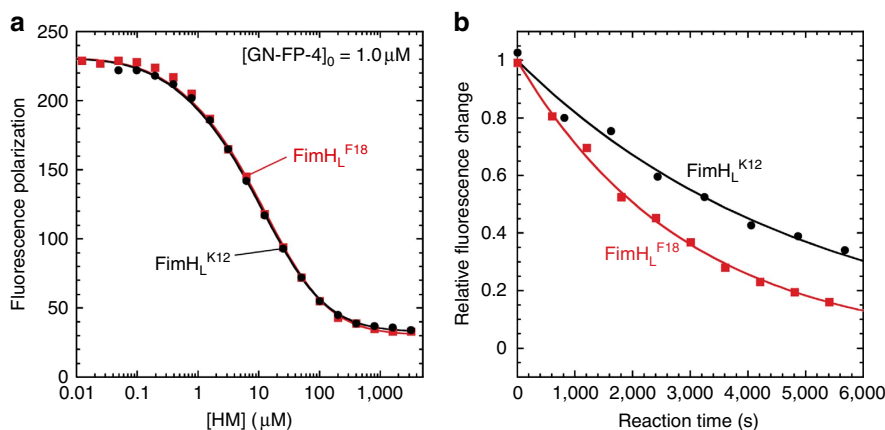 a
250
200
150
100
50
0
Fluorescence polarization
[GN-FP-4]₀ = 1.0 μM
FimH_L^F18
FimH_L^K12
0.01 0.1 1 10 100 1,000
[HM] (μM)
b
1
0.8
0.6
0.4
0.2
0
Relative fluorescence change
FimH_L^K12
FimH_L^F18
0 1,000 2,000 3,000 4,000 5,000 6,000
Reaction time (s)